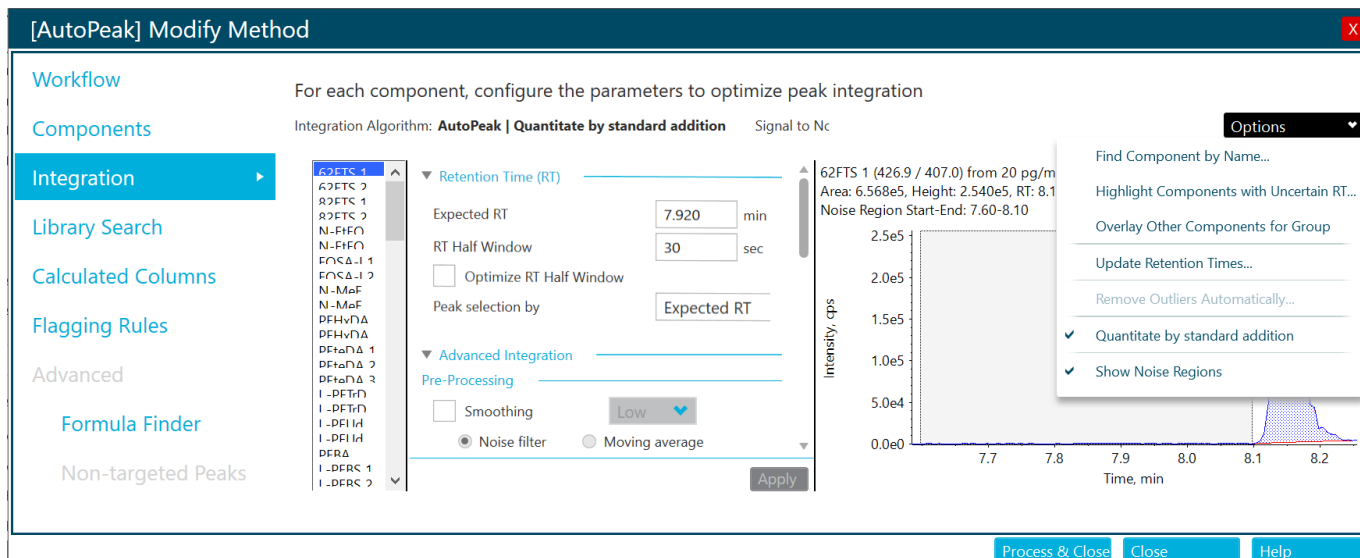 [AutoPeak] Modify Method
X
Workflow
Components
Integration
Library Search
Calculated Columns
Flagging Rules
Advanced
Formula Finder
Non-targeted Peaks
For each component, configure the parameters to optimize peak integration
Integration Algorithm: AutoPeak | Quantitate by standard addition Signal to No
Options
Find Component by Name...
Highlight Components with Uncertain RT...
Overlay Other Components for Group
Update Retention Times...
Remove Outliers Automatically...
Quantitate by standard addition
Show Noise Regions
62FTS 1
62FTS 2
82FTS 1
82FTS 2
N-EtFO
N-EtFO
FOSA-I 1
FOSA-I 2
N-MeF
N-MeF
PFHxDA
PFHxDA
PFteDA 1
PFteDA 2
PFteDA 3
L-PFTrD
L-PFTrD
L-PFUd
L-PFUd
PFBA
L-PFBS 1
L-PFBS 2
Retention Time (RT)
Expected RT 7.920 min
RT Half Window 30 sec
Optimize RT Half Window
Peak selection by Expected RT
Advanced Integration
Pre-Processing
Smoothing Low
Noise filter Moving average
Apply
62FTS 1 (426.9 / 407.0) from 20 pg/m
Area: 6.568e5, Height: 2.540e5, RT: 8.1
Noise Region Start-End: 7.60-8.10
Intensity, cps
2.5e5
2.0e5
1.5e5
1.0e5
5.0e4
0.0e0
7.7 7.8 7.9 8.0 8.1 8.2
Time, min
Process & Close
Close
Help